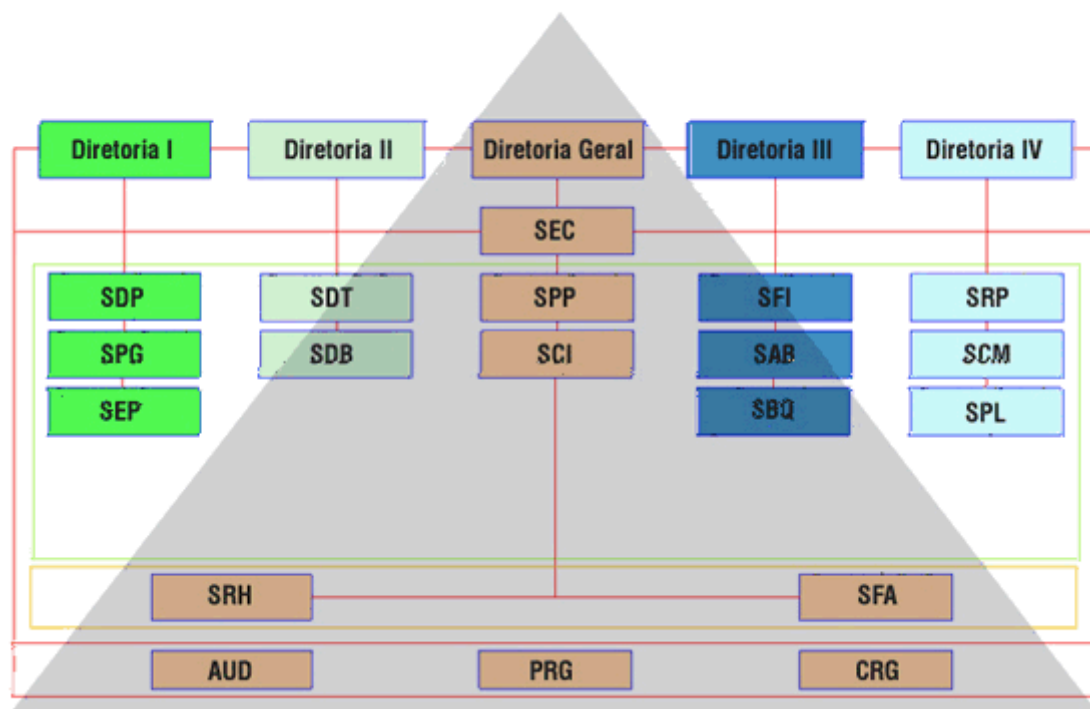 Diretoria I
Diretoria II
Diretoria Geral
Diretoria III
Diretoria IV
SEC
SDP
SDT
SPP
SFI
SRP
SPG
SDB
SCI
SAB
SCM
SEP
SBQ
SPL
SRH
SFA
AUD
PRG
CRG